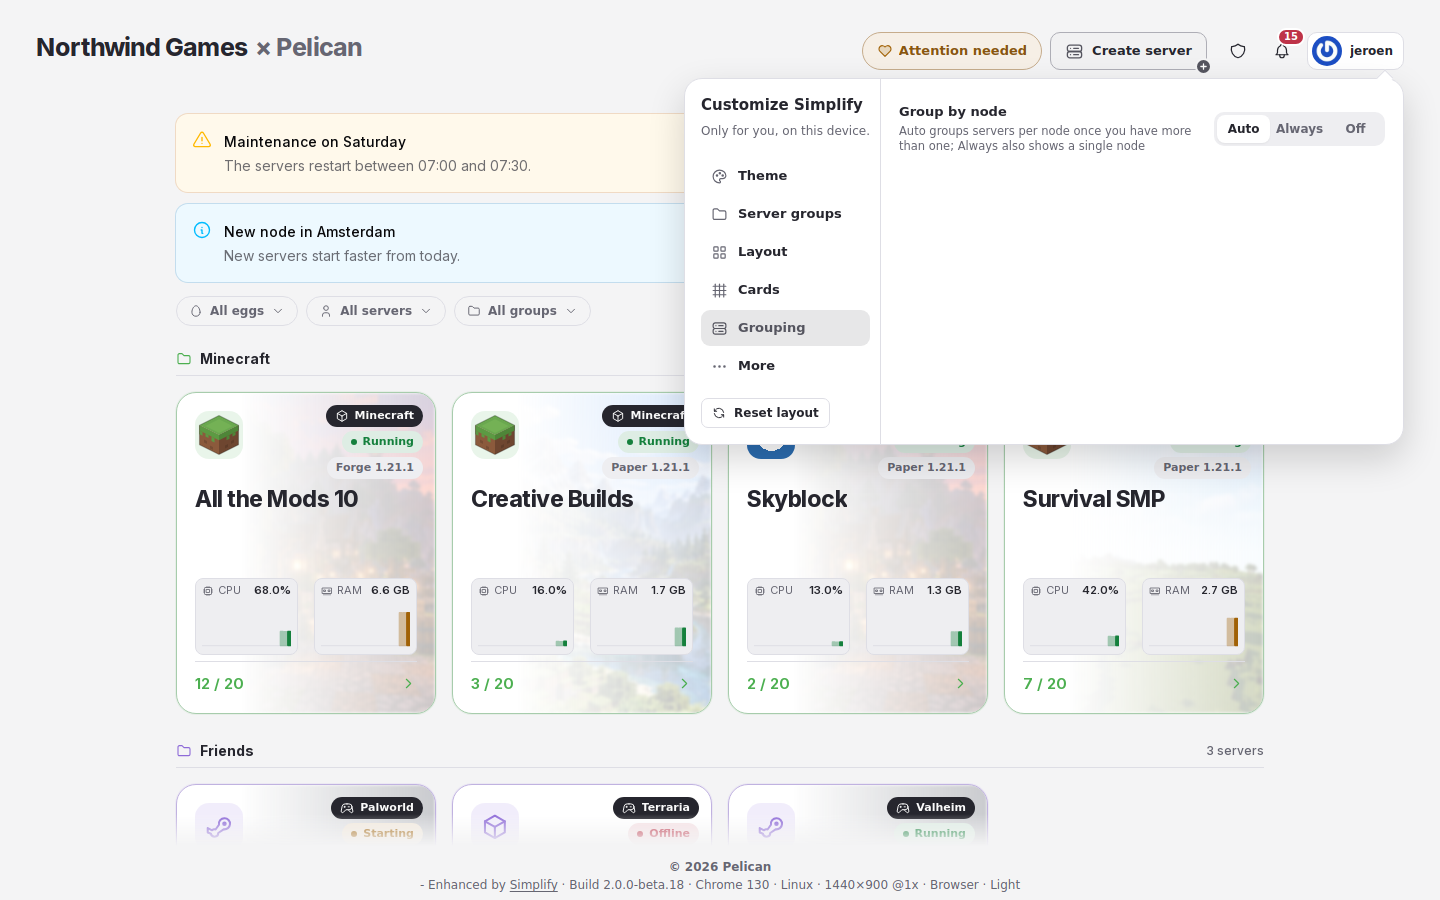 Northwind Games × Pelican
Attention needed
Create server
15
jeroen
Customize Simplify
Only for you, on this device.
Theme
Server groups
Layout
Cards
Grouping
More
Reset layout
Group by node
Auto groups servers per node once you have more
than one; Always also shows a single node
Auto
Always
Off
Maintenance on Saturday
The servers restart between 07:00 and 07:30.
New node in Amsterdam
New servers start faster from today.
All eggs
All servers
All groups
Minecraft
Minecraft
Running
Forge 1.21.1
All the Mods 10
CPU 68.0%
RAM 6.6 GB
12 / 20
Minecraf
Running
Paper 1.21.1
Creative Builds
CPU 16.0%
RAM 1.7 GB
3 / 20
Paper 1.21.1
Skyblock
CPU 13.0%
RAM 1.3 GB
2 / 20
Paper 1.21.1
Survival SMP
CPU 42.0%
RAM 2.7 GB
7 / 20
Friends
3 servers
Palworld
Starting
Terraria
Offline
Valheim
Running
© 2026 Pelican
- Enhanced by Simplify · Build 2.0.0-beta.18 · Chrome 130 · Linux · 1440×900 @1x · Browser · Light